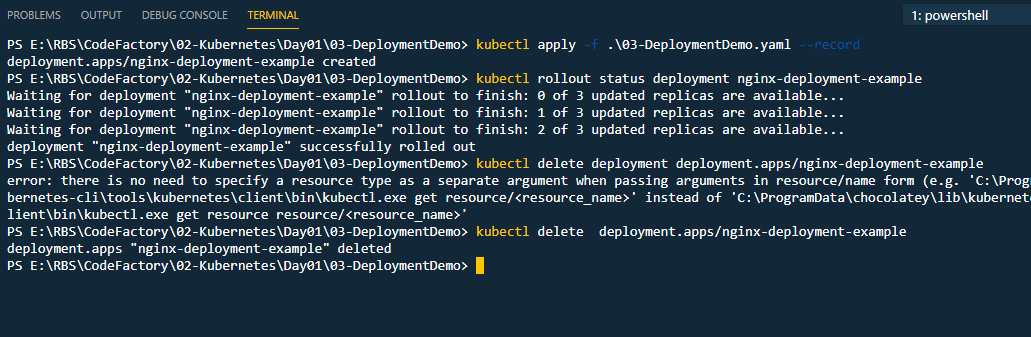 PROBLEMS OUTPUT DEBUG CONSOLE TERMINAL 1: powershell
PS E:\RBS\CodeFactory\02-Kubernetes\Day01\03-DeploymentDemo> kubectl apply -f .\03-DeploymentDemo.yaml --record
deployment.apps/nginx-deployment-example created
PS E:\RBS\CodeFactory\02-Kubernetes\Day01\03-DeploymentDemo> kubectl rollout status deployment nginx-deployment-example
Waiting for deployment "nginx-deployment-example" rollout to finish: 0 of 3 updated replicas are available...
Waiting for deployment "nginx-deployment-example" rollout to finish: 1 of 3 updated replicas are available...
Waiting for deployment "nginx-deployment-example" rollout to finish: 2 of 3 updated replicas are available...
deployment "nginx-deployment-example" successfully rolled out
PS E:\RBS\CodeFactory\02-Kubernetes\Day01\03-DeploymentDemo> kubectl delete deployment deployment.apps/nginx-deployment-example
error: there is no need to specify a resource type as a separate argument when passing arguments in resource/name form (e.g. 'C:\Prog
bernetes-cli\tools\kubernetes\client\bin\kubectl.exe get resource/<resource_name>' instead of 'C:\ProgramData\chocolatey\lib\kubernet
lient\bin\kubectl.exe get resource resource/<resource_name>'
PS E:\RBS\CodeFactory\02-Kubernetes\Day01\03-DeploymentDemo> kubectl delete  deployment.apps/nginx-deployment-example
deployment.apps "nginx-deployment-example" deleted
PS E:\RBS\CodeFactory\02-Kubernetes\Day01\03-DeploymentDemo>